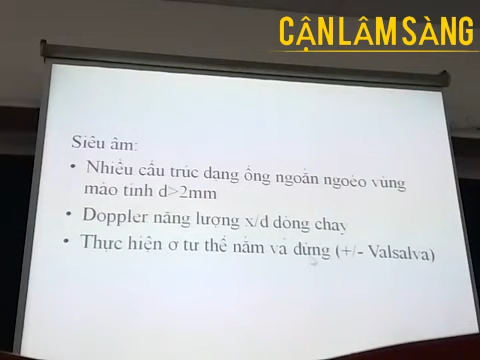 CẬN LÂM SÀNG
Siêu âm:
• Nhiều cấu trúc dạng ống ngoằn ngoèo vùng
mào tinh d>2mm
• Doppler năng lượng x/đ dòng chảy
• Thực hiện ở tư thế nằm và đứng (+/- Valsalva)